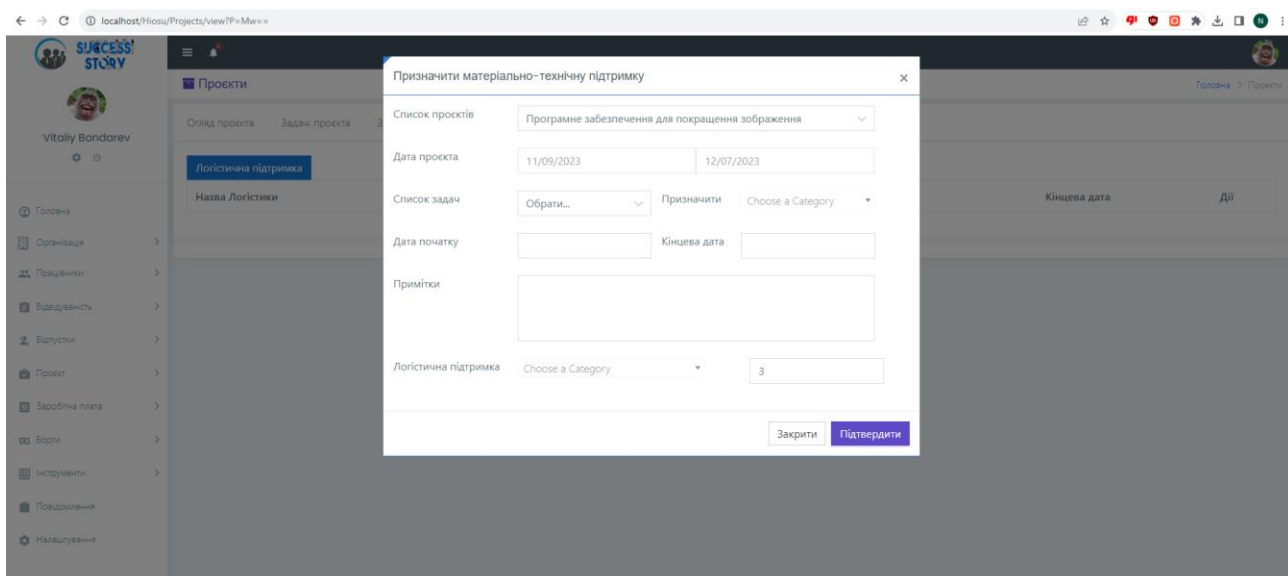 localhost/Hiosu/Projects/view?P=Mw==
N
SUCCESS
STORY
Vitaliy Bondarev
Головна
Організація
Працівники
Відвідуваність
Відпустки
Проєкт
Заробітна плата
Борги
Інструменти
Повідомлення
Налаштування
Проєкти
Головна > Проєкти
Огляд проєкта Задачі проєкта З
Логістична підтримка
Назва Логістики Кінцева дата Дії
Призначити матеріально-технічну підтримку ×
Список проєктів Програмне забезпечення для покращення зображення
Дата проєкта 11/09/2023 12/07/2023
Список задач Обрати... Призначити Choose a Category
Дата початку Кінцева дата
Примітки
Логістична підтримка Choose a Category 3
Закрити Підтвердити